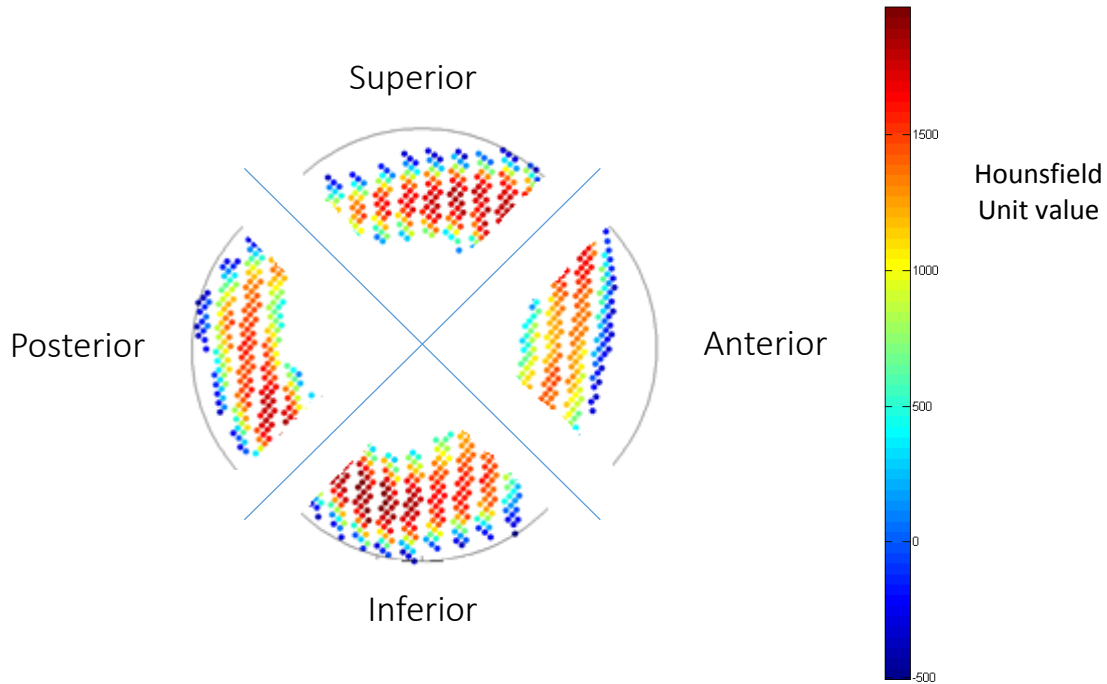 Superior
1500
Hounsfield
Unit value
1000
Posterior
Anterior
500
0
Inferior
-500